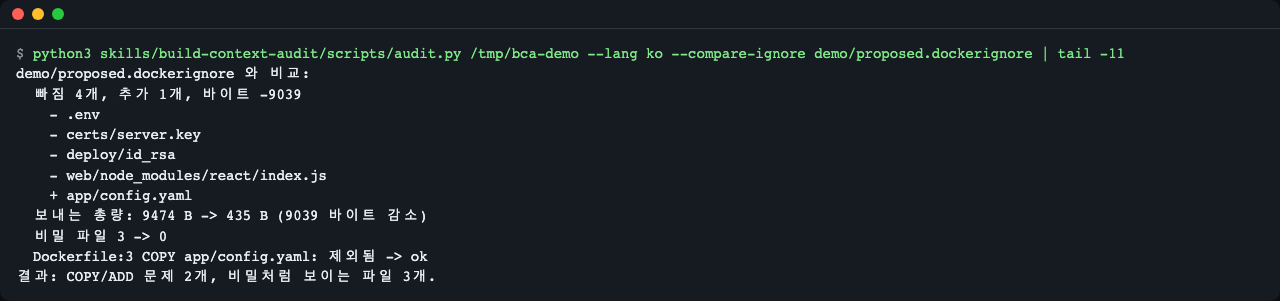 $ python3 skills/build-context-audit/scripts/audit.py /tmp/bca-demo --lang ko --compare-ignore demo/proposed.dockerignore | tail -11
demo/proposed.dockerignore 와 비교:
빠짐 4개, 추가 1개, 바이트 -9039
- .env
- certs/server.key
- deploy/id_rsa
- web/node_modules/react/index.js
+ app/config.yaml
보내는 총량: 9474 B -> 435 B (9039 바이트 감소)
비밀 파일 3 -> 0
Dockerfile:3 COPY app/config.yaml: 제외됨 -> ok
결과: COPY/ADD 문제 2개, 비밀처럼 보이는 파일 3개.